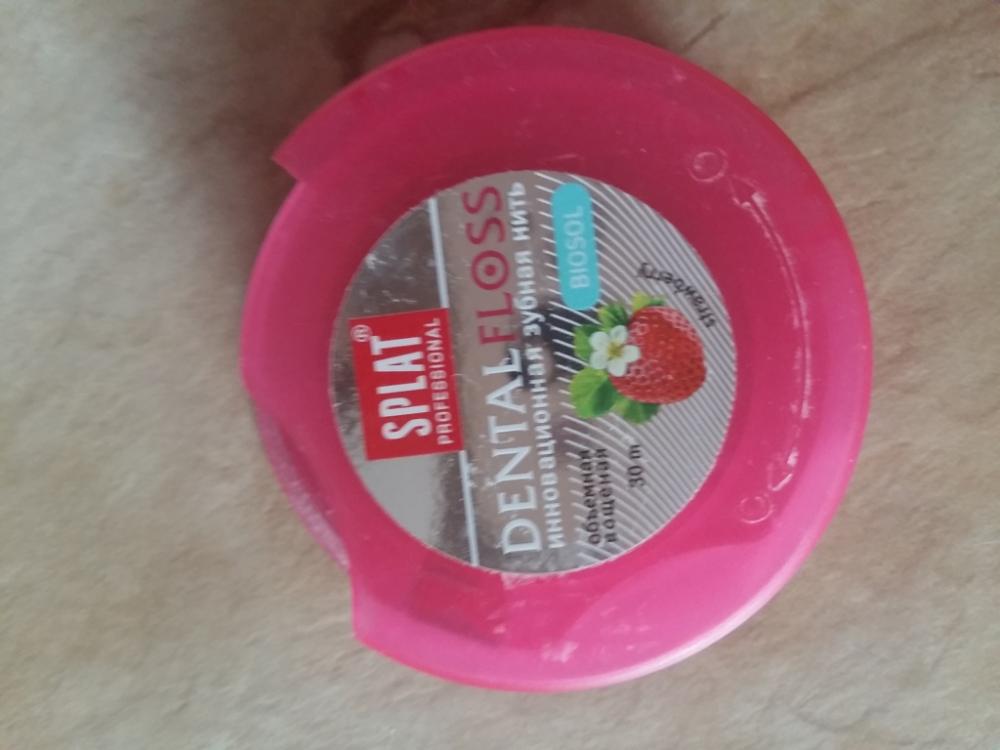 SPLAT®
PROFESSIONAL
DENTAL FLOSS
инновационная зубная нить
BIOSOL
strawberry
объемная
вощеная
30 m